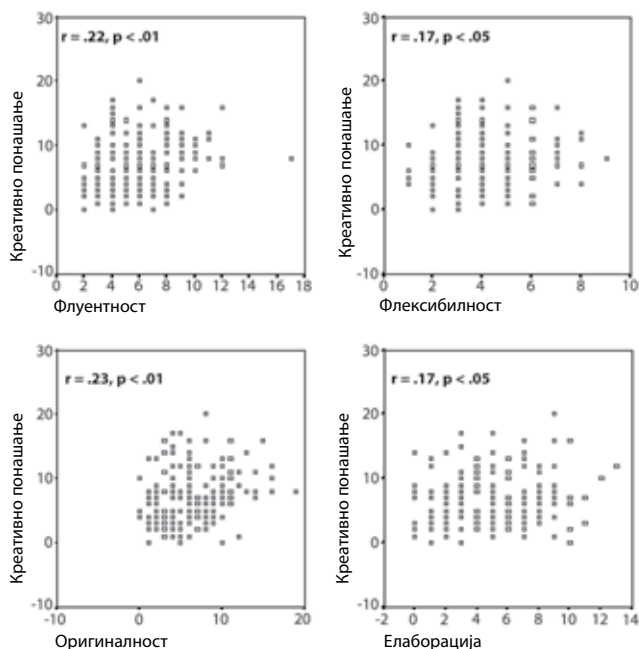 30
r = .22, p < .01
20
10
0
-10
0 2 4 6 8 10 12 14 16 18
Креативно понашање
Флуентност
30
r = .17, p < .05
20
10
0
-10
0 2 4 6 8 10
Креативно понашање
Флексибилност
30
r = .23, p < .01
20
10
0
-10
-10 0 10 20
Креативно понашање
Оригиналност
30
r = .17, p < .05
20
10
0
-10
-2 0 2 4 6 8 10 12 14
Креативно понашање
Елаборација